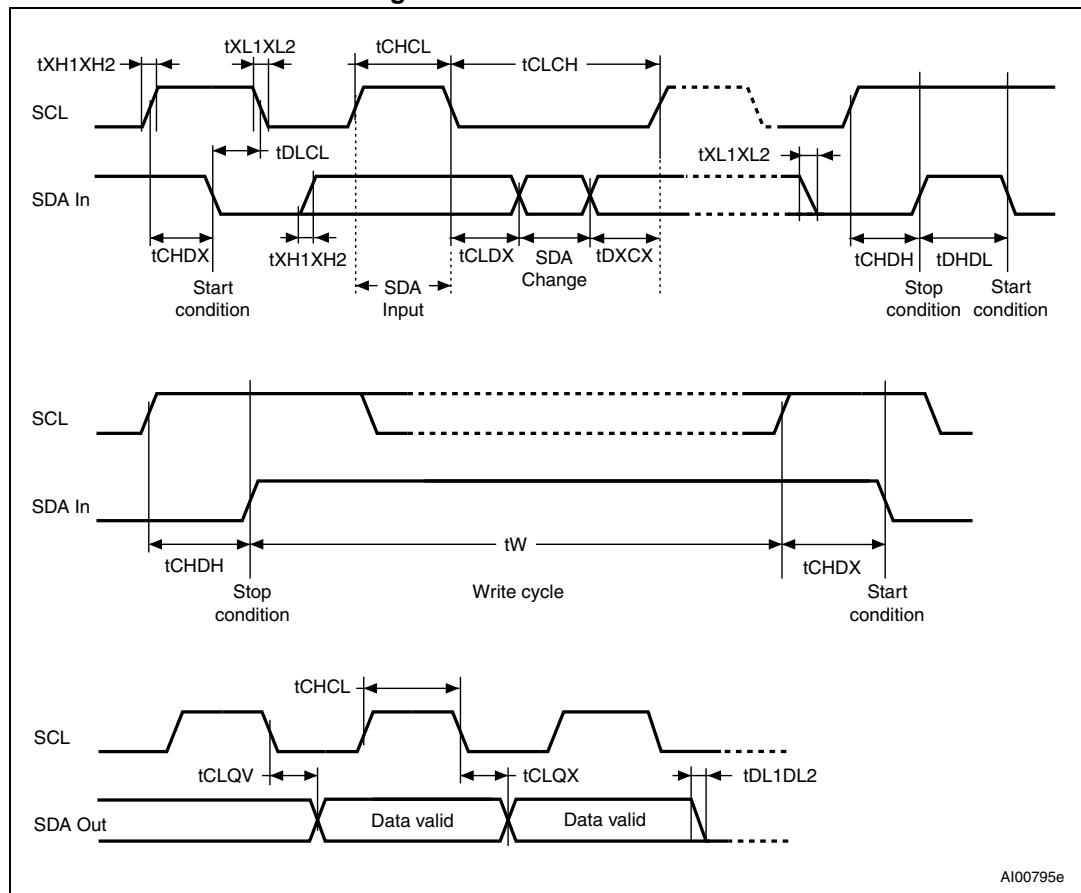 tXH1XH2
tXL1XL2
tCHCL
tCLCH
SCL
tDLCL
tXL1XL2
SDA In
tCHDX
tXH1XH2
tCLDX
SDA
Change
tDXCX
tCHDH
tDHDL
Start
condition
SDA
Input
Stop
condition
Start
condition
SCL
SDA In
tCHDH
tW
tCHDX
Stop
condition
Write cycle
Start
condition
tCHCL
SCL
tCLQV
tCLQX
tDL1DL2
SDA Out
Data valid
Data valid
AI00795e